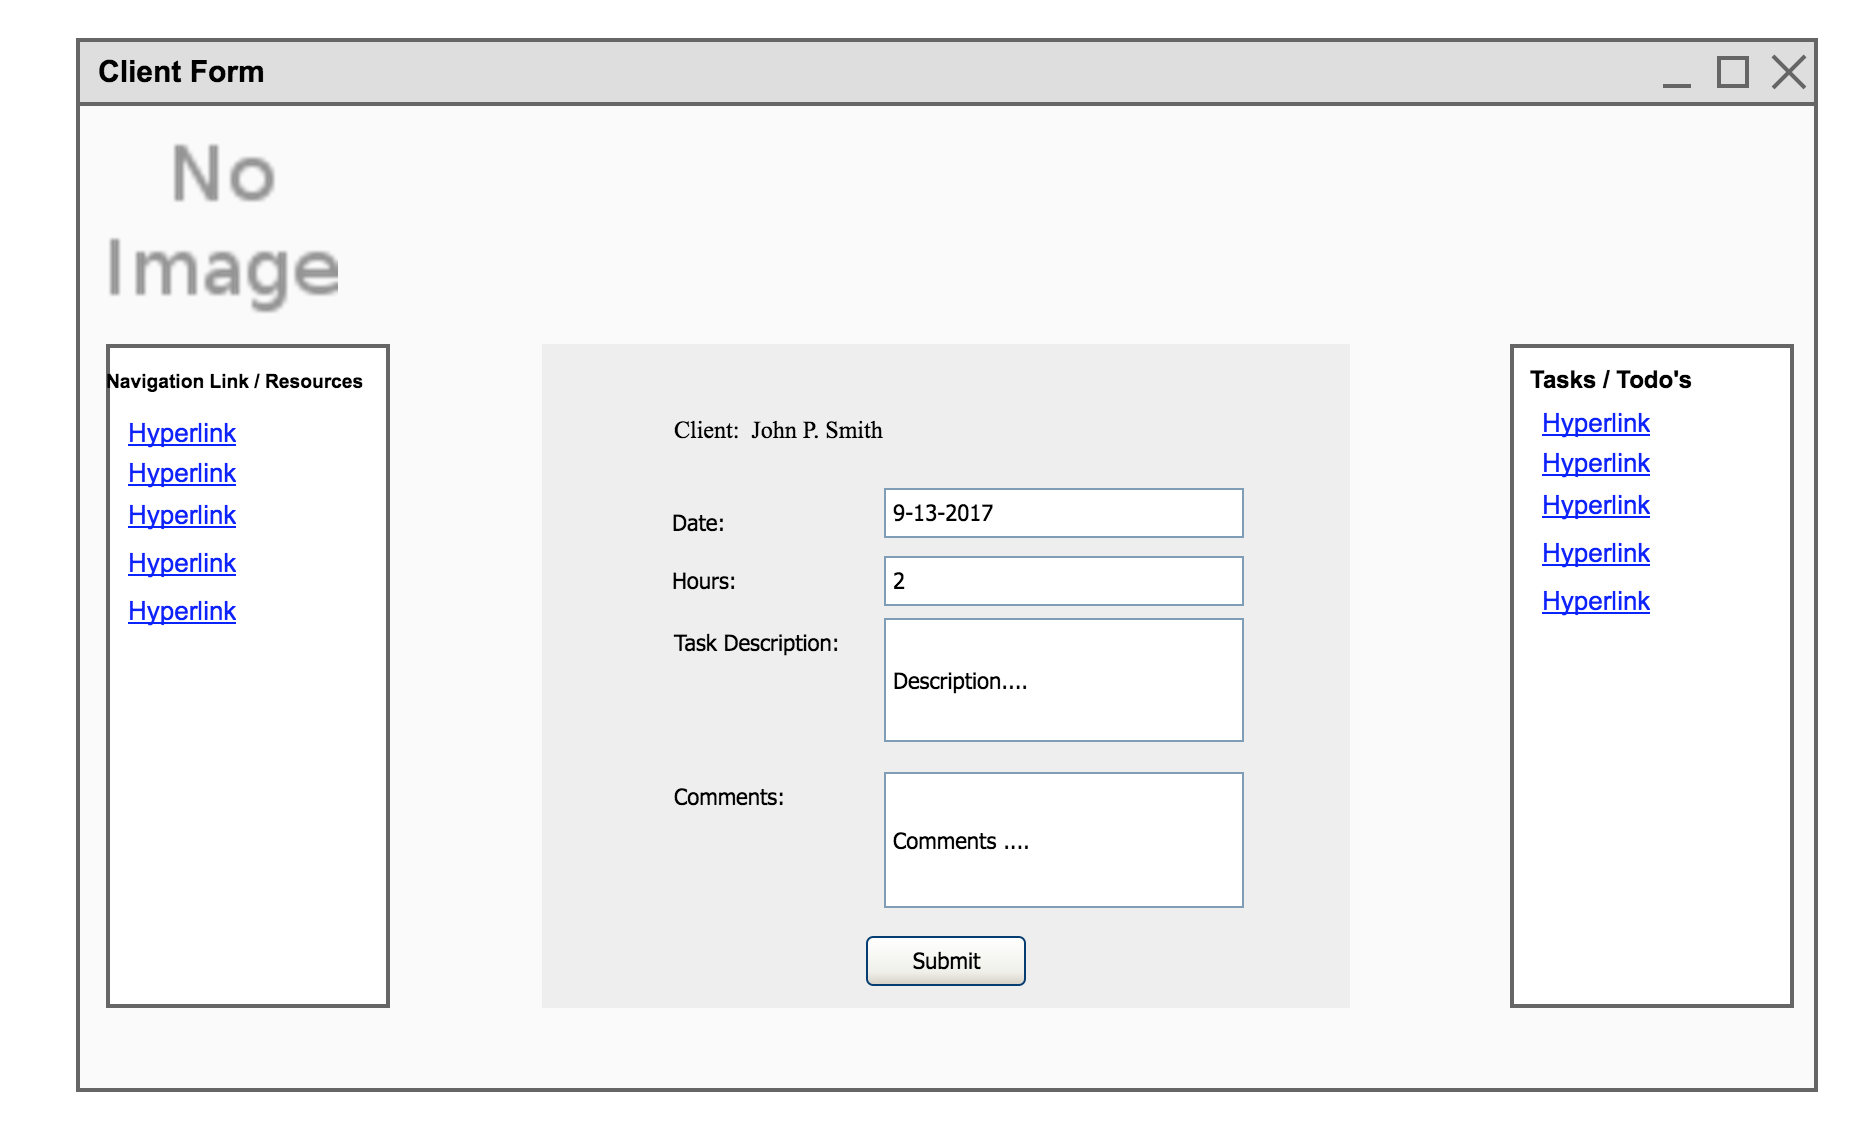 Client Form
No
Image
Navigation Link / Resources
Hyperlink
Hyperlink
Hyperlink
Hyperlink
Hyperlink
Client:  John P. Smith
Date:
9-13-2017
Hours:
2
Task Description:
Description....
Comments:
Comments ....
Submit
Tasks / Todo's
Hyperlink
Hyperlink
Hyperlink
Hyperlink
Hyperlink